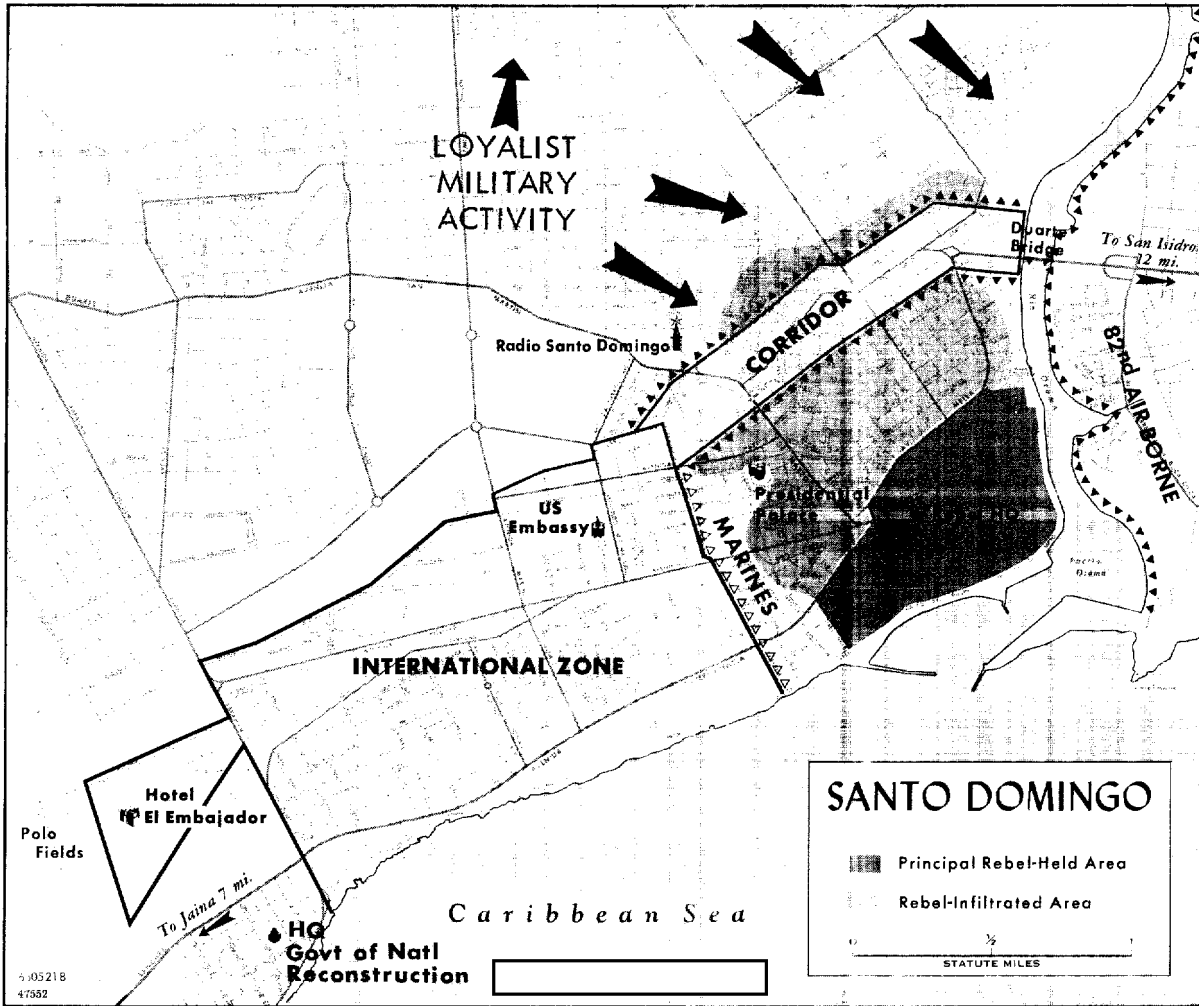 LOYALIST
MILITARY
ACTIVITY
Duarte
Bridge
To San Isidro
12 mi.
Radio Santo Domingo
CORRIDOR
82nd AIRBORNE
US
Embassy
Presidential
Palace
MARINES
INTERNATIONAL ZONE
Hotel
El Embajador
Polo
Fields
To Jaina 7 mi.
HQ
Govt of Natl
Reconstruction
Caribbean Sea
SANTO DOMINGO
Principal Rebel-Held Area
Rebel-Infiltrated Area
0 ½ 1
STATUTE MILES
47552